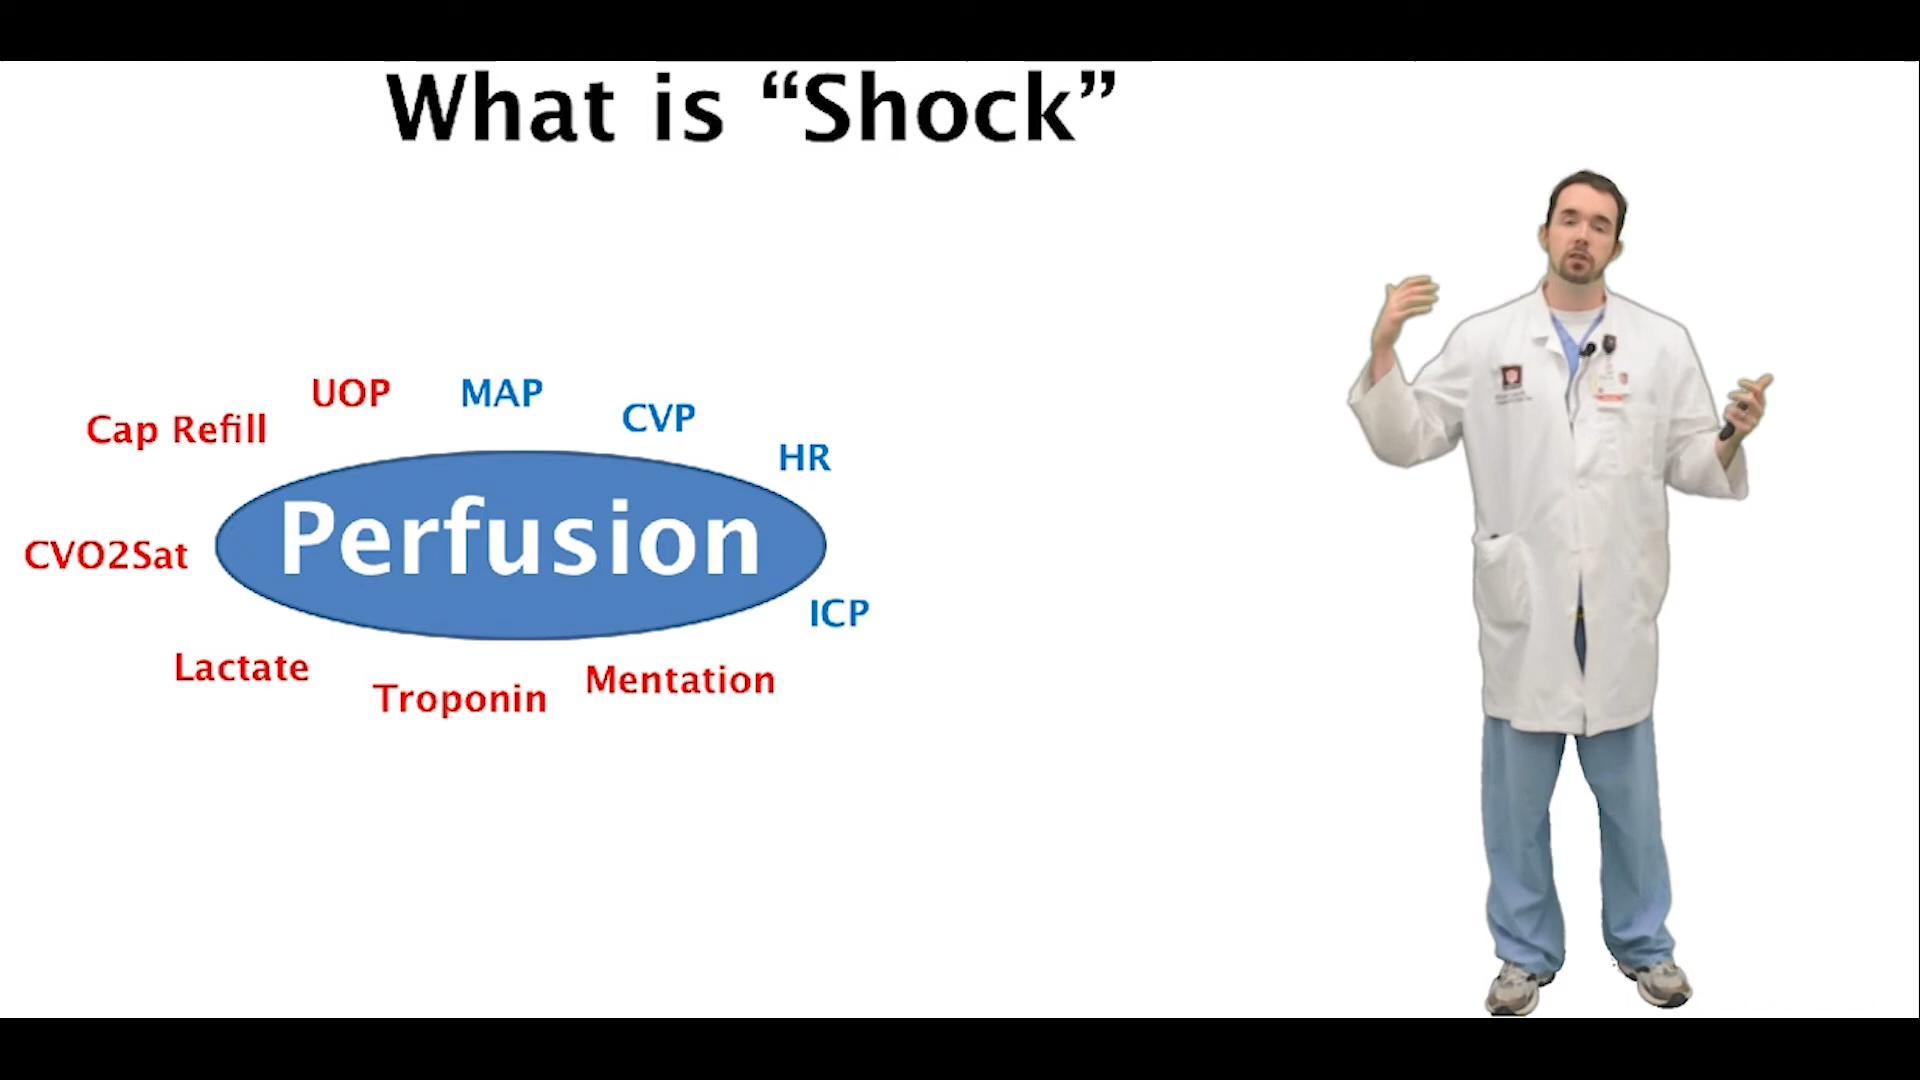 What is “Shock”
UOP
MAP
CVP
Cap Refill
HR
Perfusion
CVO2Sat
ICP
Lactate
Troponin
Mentation